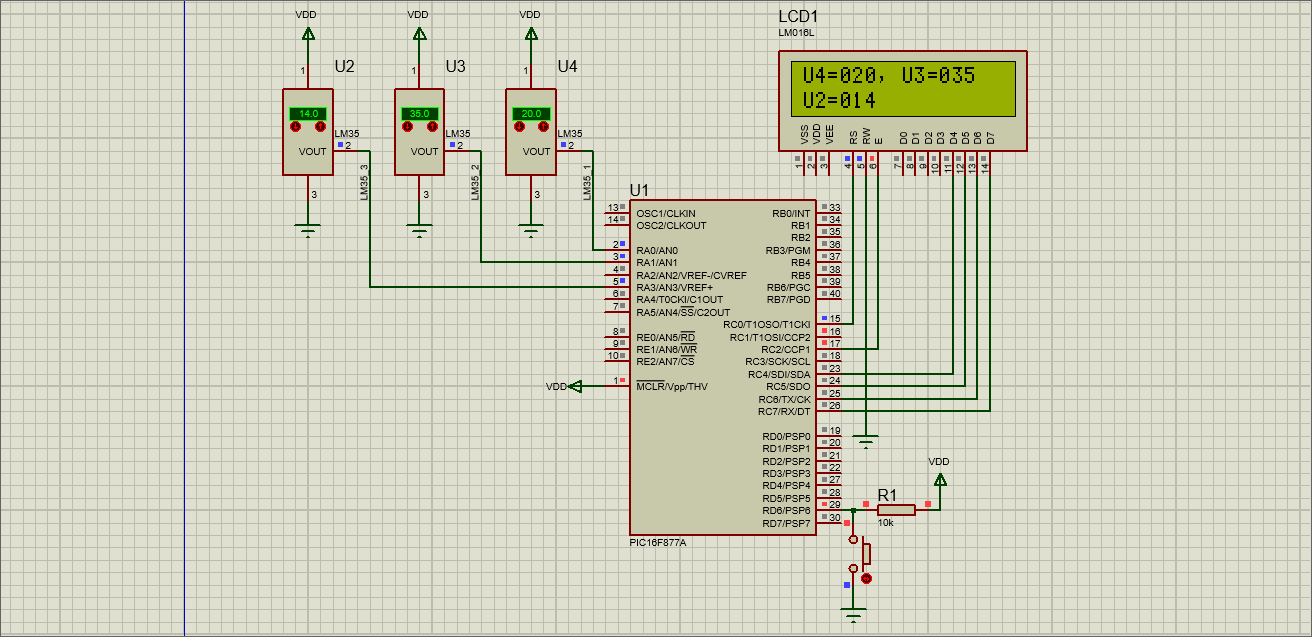 VDD
VDD
VDD
1
U2
1
U3
1
U4
14.0
35.0
20.0
LM35
LM35
LM35
VOUT
2
VOUT
2
VOUT
2
3
LM35_3
3
LM35_2
3
LM35_1
LCD1
LM016L
U4=020, U3=035
U2=014
VSS
VDD
VEE
RS
RW
E
D0
D1
D2
D3
D4
D5
D6
D7
1
2
3
4
5
6
7
8
9
10
11
12
13
14
U1
13 OSC1/CLKIN
14 OSC2/CLKOUT
2 RA0/AN0
3 RA1/AN1
4 RA2/AN2/VREF-/CVREF
5 RA3/AN3/VREF+
6 RA4/T0CKI/C1OUT
7 RA5/AN4/SS/C2OUT
8 RE0/AN5/RD
9 RE1/AN6/WR
10 RE2/AN7/CS
VDD
1 MCLR/Vpp/THV
RB0/INT 33
RB1 34
RB2 35
RB3/PGM 36
RB4 37
RB5 38
RB6/PGC 39
RB7/PGD 40
RC0/T1OSO/T1CKI 15
RC1/T1OSI/CCP2 16
RC2/CCP1 17
RC3/SCK/SCL 18
RC4/SDI/SDA 23
RC5/SDO 24
RC6/TX/CK 25
RC7/RX/DT 26
RD0/PSP0 19
RD1/PSP1 20
RD2/PSP2 21
RD3/PSP3 22
RD4/PSP4 27
RD5/PSP5 28
RD6/PSP6 29
RD7/PSP7 30
PIC16F877A
VDD
R1
10k